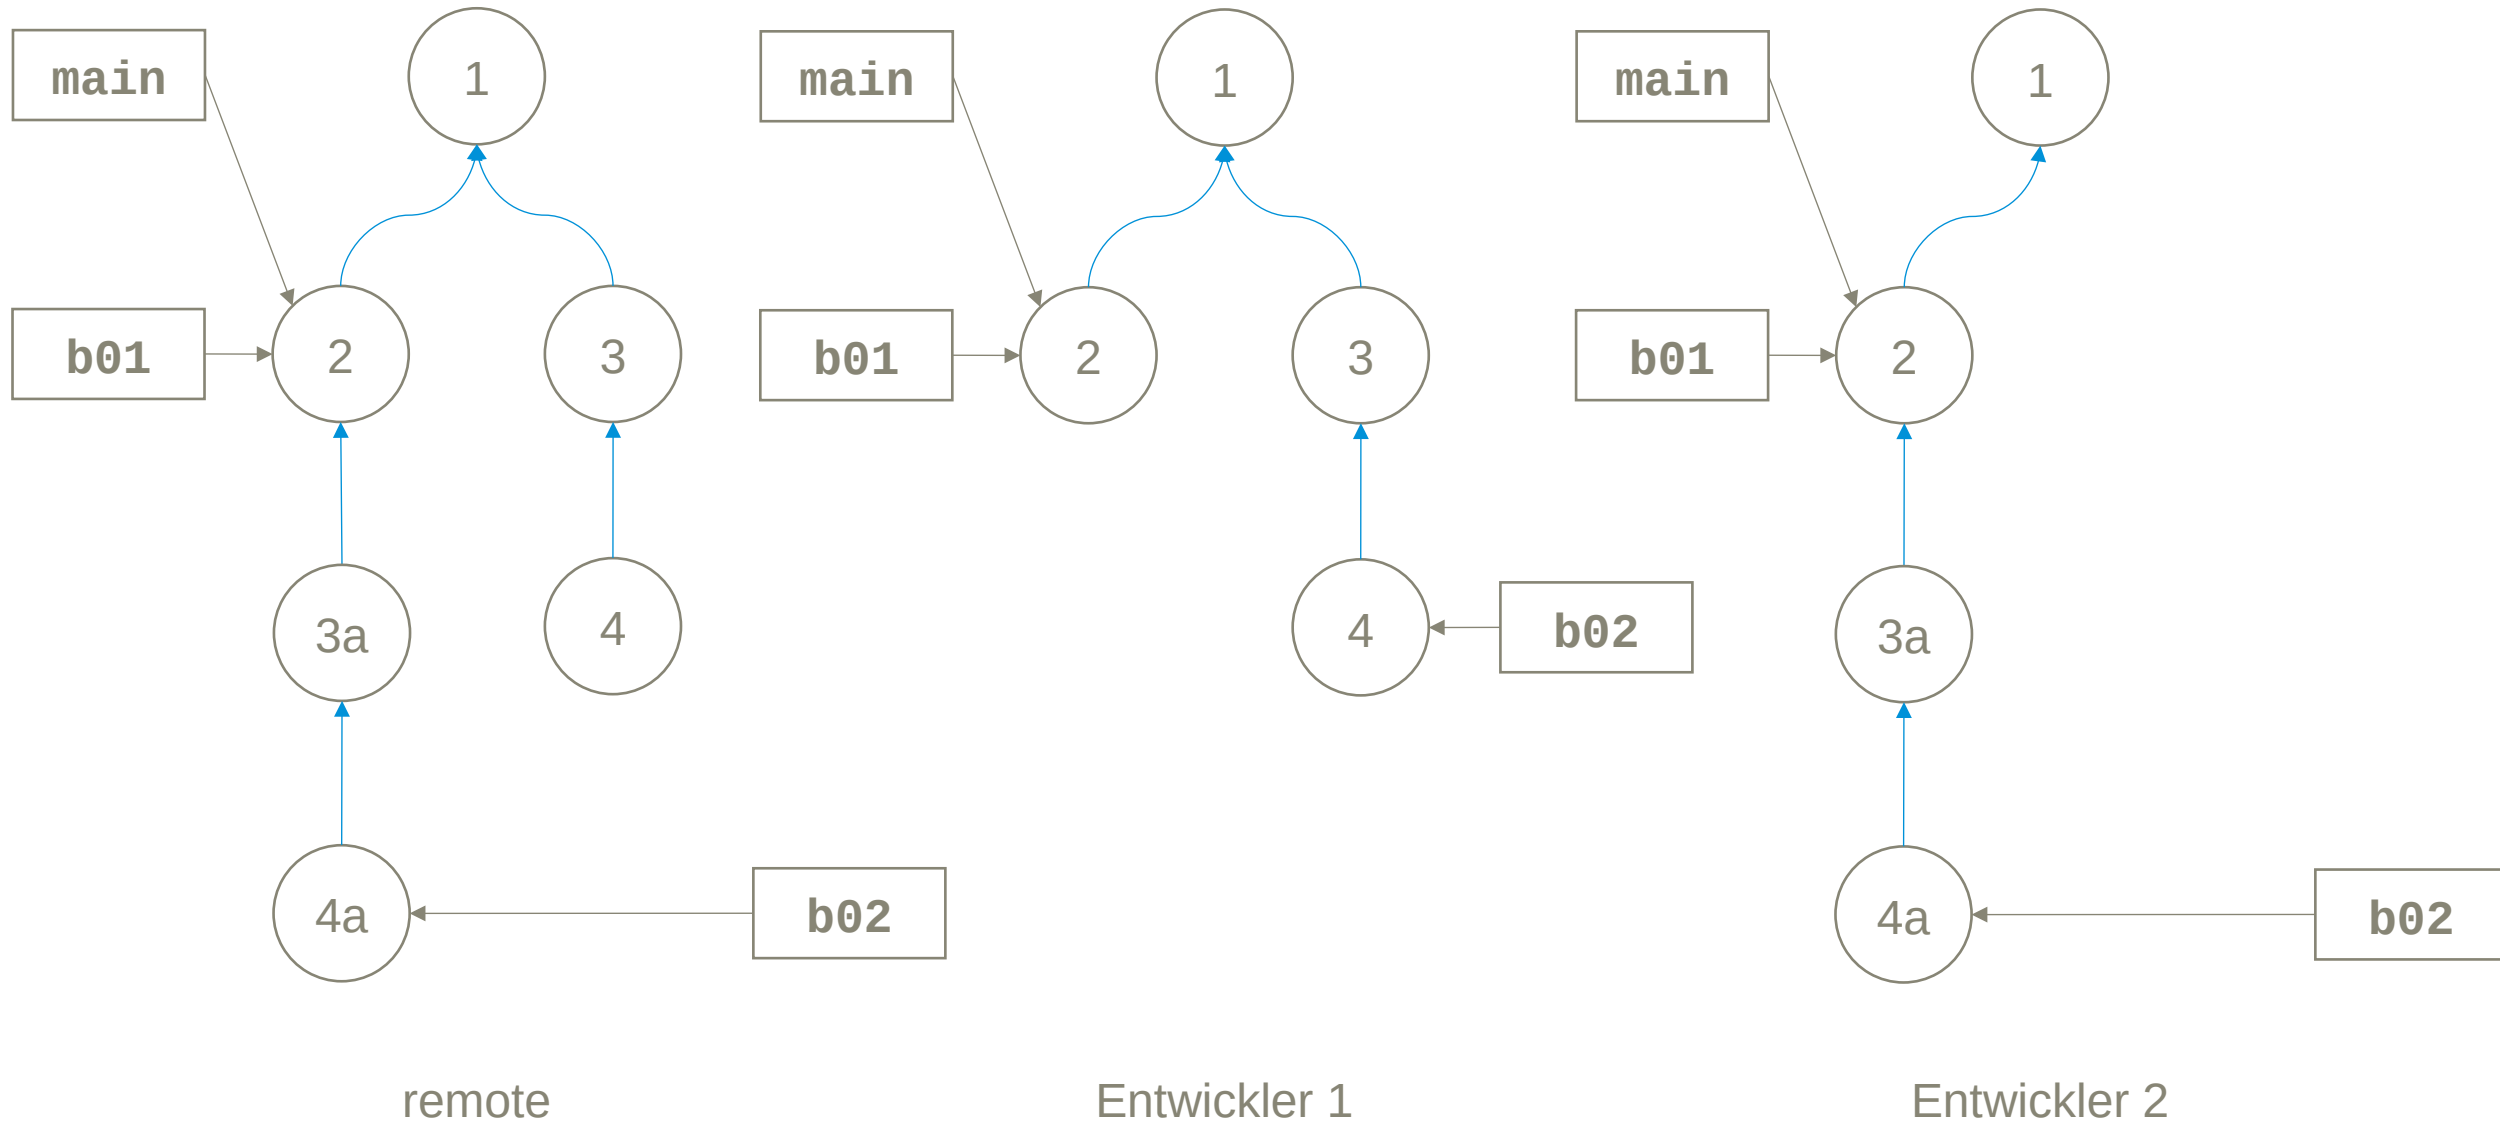 main
1
b01
2
3
3a
4
4a
b02
remote
main
1
b01
2
3
4
b02
Entwickler 1
main
1
b01
2
3a
4a
b02
Entwickler 2